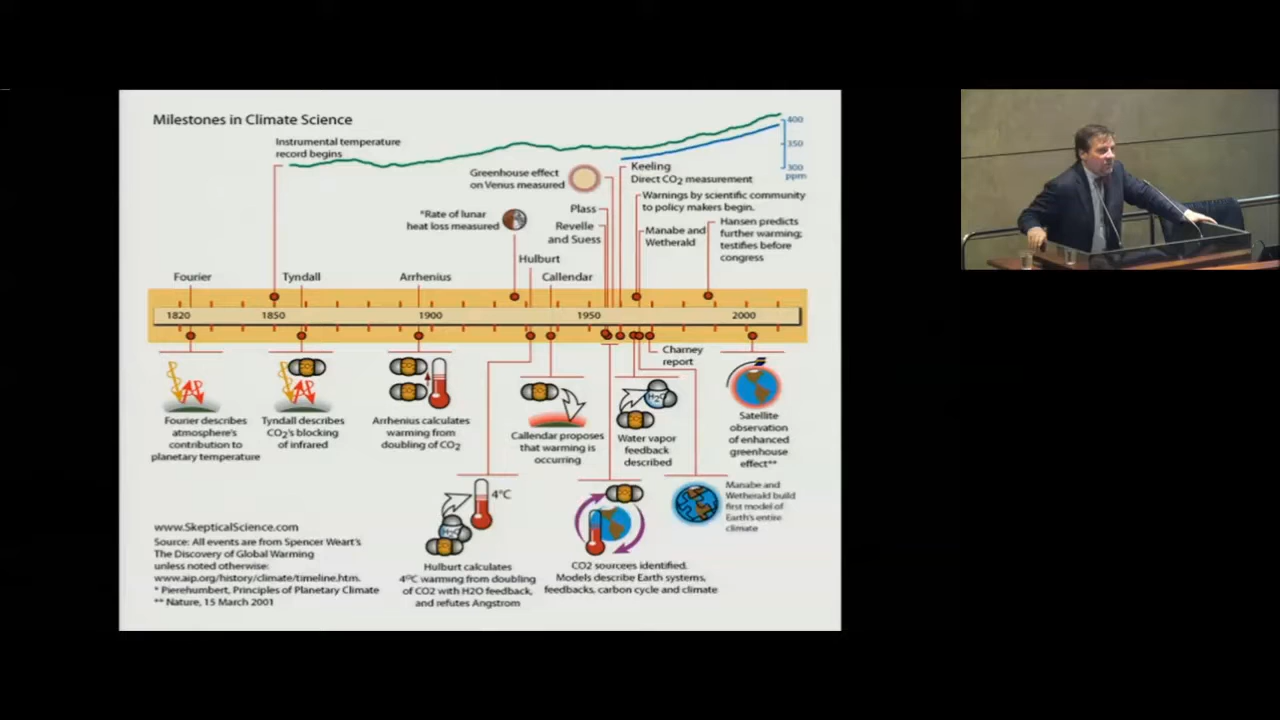 Milestones in Climate Science
Instrumental temperature
record begins
400
350
300
ppm
Greenhouse effect
on Venus measured
Keeling
Direct CO2 measurement
*Rate of lunar
heat loss measured
Plass
Revelle
and Suess
Warnings by scientific community
to policy makers begin.
Manabe and
Wetherald
Hansen predicts
further warming;
testifies before
congress
Hulburt
Fourier
Tyndall
Arrhenius
Callendar
1820
1850
1900
1950
2000
Charney
report
Fourier describes
atmosphere's
contribution to
planetary temperature
Tyndall describes
CO2's blocking
of infrared
Arrhenius calculates
warming from
doubling of CO2
Callendar proposes
that warming is
occurring
H2O
Water vapor
feedback
described
Satellite
observation
of enhanced
greenhouse
effect**
4°C
H2O
Hulburt calculates
4°C warming from doubling
of CO2 with H2O feedback,
and refutes Angstrom
CO2 sourcees identified.
Models describe Earth systems,
feedbacks, carbon cycle and climate
Manabe and
Wetherald build
first model of
Earth's entire
climate
www.SkepticalScience.com
Source: All events are from Spencer Weart's
The Discovery of Global Warming
unless noted otherwise:
www.aip.org/history/climate/timeline.htm.
* Pierehumbert, Principles of Planetary Climate
** Nature, 15 March 2001